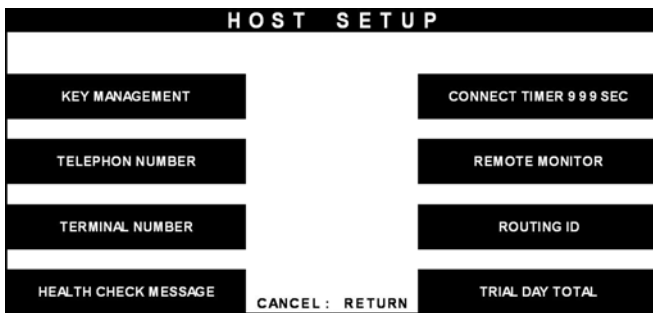 HOST SETUP
KEY MANAGEMENT
CONNECT TIMER 999 SEC
TELEPHON NUMBER
REMOTE MONITOR
TERMINAL NUMBER
ROUTING ID
HEALTH CHECK MESSAGE
TRIAL DAY TOTAL
CANCEL : RETURN